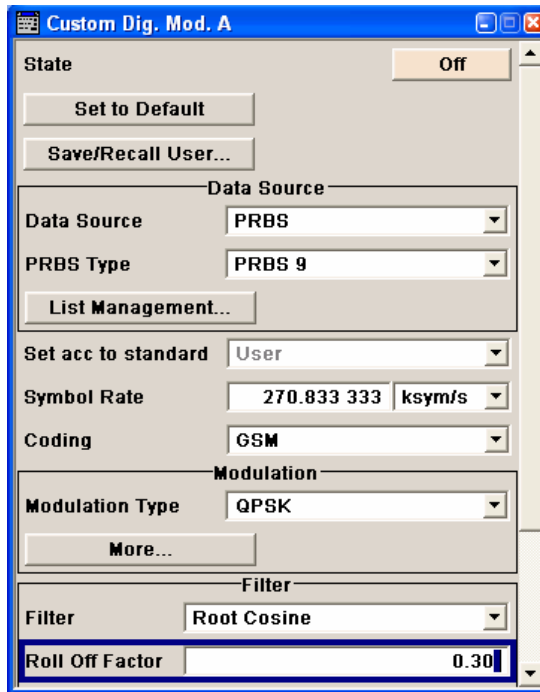 Custom Dig. Mod. A
State Off
Set to Default
Save/Recall User...
Data Source
Data Source PRBS
PRBS Type PRBS 9
List Management...
Set acc to standard User
Symbol Rate 270.833 333 ksym/s
Coding GSM
Modulation
Modulation Type QPSK
More...
Filter
Filter Root Cosine
Roll Off Factor 0.30